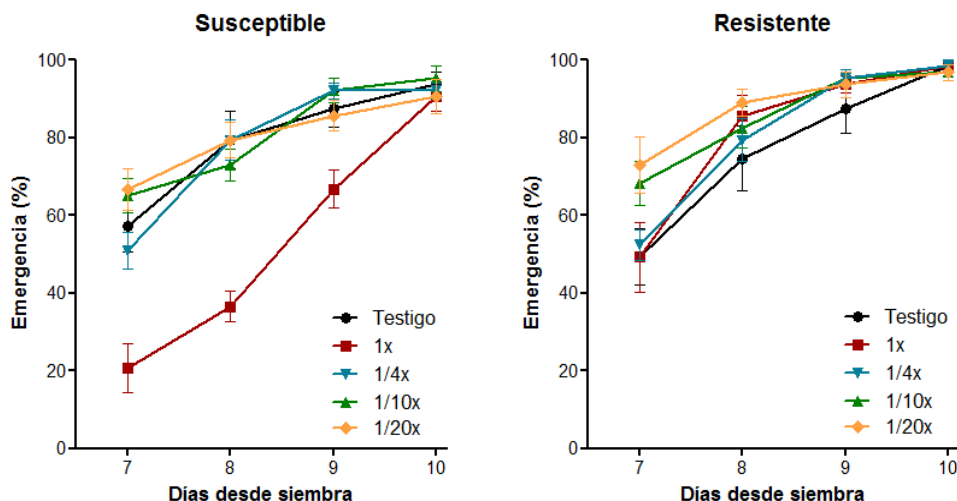 Susceptible
Emergencia (%)
100
80
60
40
20
0
7 8 9 10
Días desde siembra
Testigo
1x
1/4x
1/10x
1/20x
Resistente
Emergencia (%)
100
80
60
40
20
0
7 8 9 10
Días desde siembra
Testigo
1x
1/4x
1/10x
1/20x